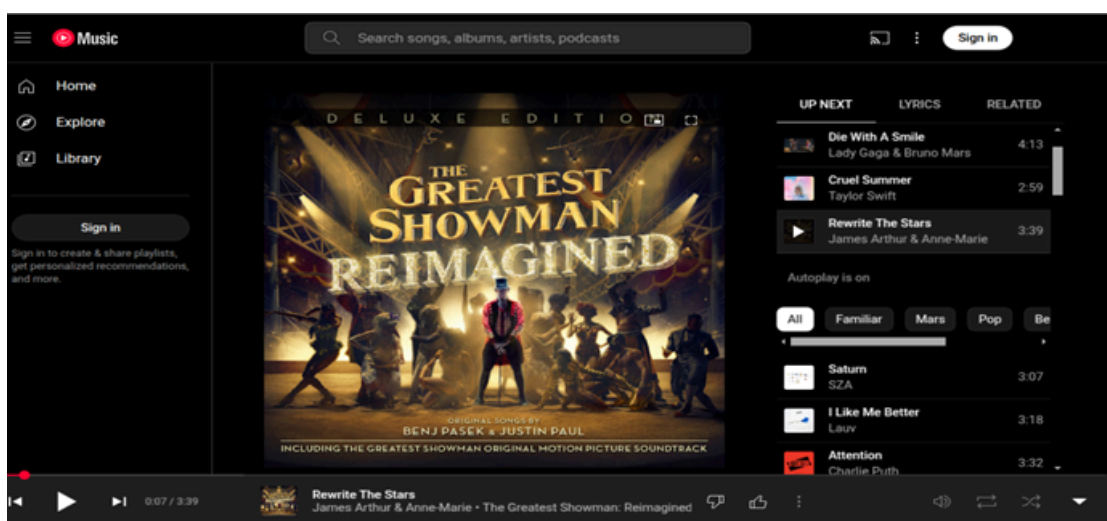 Music
Search songs, albums, artists, podcasts
Sign in
Home
Explore
Library
Sign in
Sign in to create & share playlists,
get personalized recommendations,
and more.
DELUXE EDITIO
THE
GREATEST
SHOWMAN
REIMAGINED
ORIGINAL SONGS BY
BENJ PASEK & JUSTIN PAUL
INCLUDING THE GREATEST SHOWMAN ORIGINAL MOTION PICTURE SOUNDTRACK
UP NEXT LYRICS RELATED
Die With A Smile
Lady Gaga & Bruno Mars 4:13
Cruel Summer
Taylor Swift 2:59
Rewrite The Stars
James Arthur & Anne-Marie 3:39
Autoplay is on
All Familiar Mars Pop Be
Saturn
SZA 3:07
I Like Me Better
Lauv 3:18
Attention
Charlie Puth 3:32
0:07 / 3:39
Rewrite The Stars
James Arthur & Anne-Marie • The Greatest Showman: Reimagined